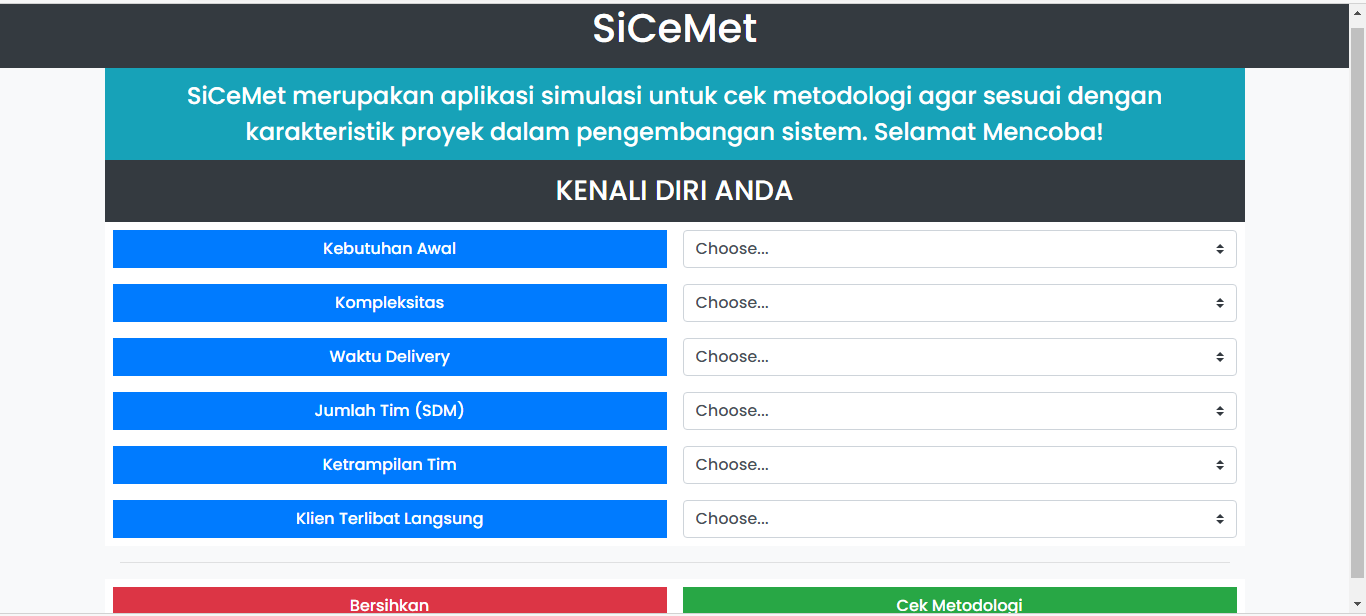 SiCeMet
SiCeMet merupakan aplikasi simulasi untuk cek metodologi agar sesuai dengan
karakteristik proyek dalam pengembangan sistem. Selamat Mencoba!
KENALI DIRI ANDA
Kebutuhan Awal
Choose...
Kompleksitas
Choose...
Waktu Delivery
Choose...
Jumlah Tim (SDM)
Choose...
Ketrampilan Tim
Choose...
Klien Terlibat Langsung
Choose...
Bersihkan
Cek Metodologi